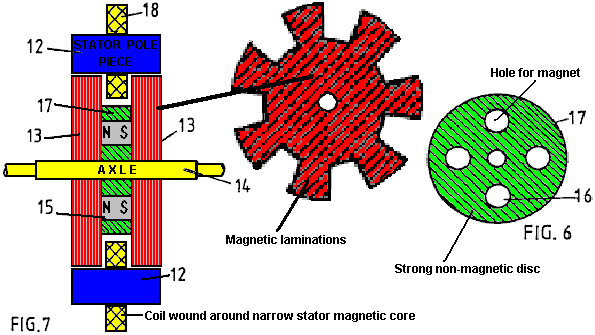 18
12
STATOR POLE
PIECE
17
13
N S
13
AXLE
14
15
N S
12
Coil wound around narrow stator magnetic core
FIG.7
Magnetic laminations
Hole for magnet
17
16
FIG. 6
Strong non-magnetic disc